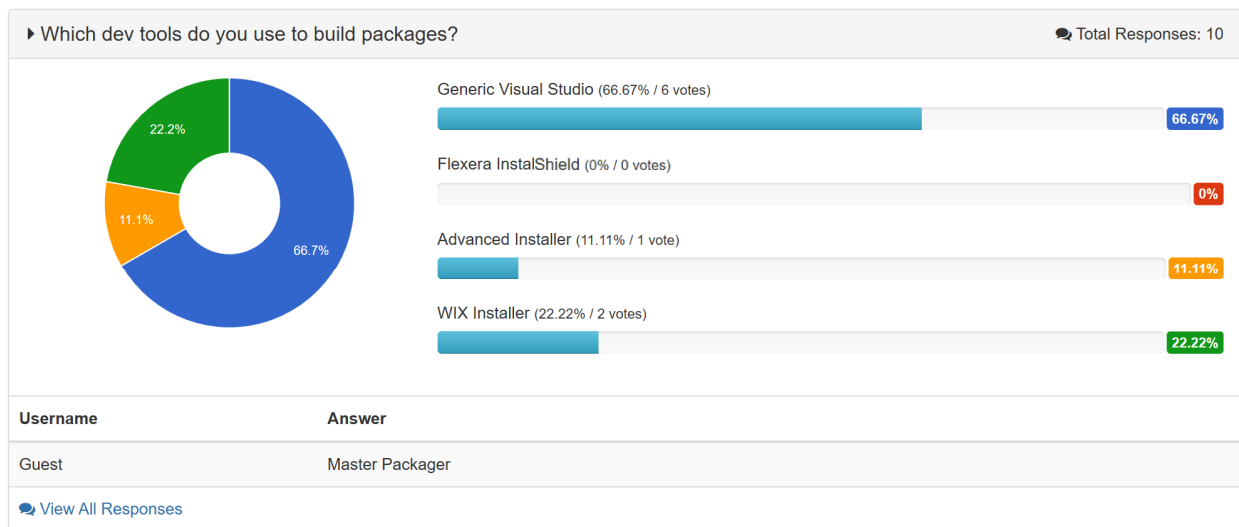 Which dev tools do you use to build packages?
Total Responses: 10
22.2%
11.1%
66.7%
Generic Visual Studio (66.67% / 6 votes)
66.67%
Flexera InstalShield (0% / 0 votes)
0%
Advanced Installer (11.11% / 1 vote)
11.11%
WIX Installer (22.22% / 2 votes)
22.22%
Username Answer
Guest Master Packager
View All Responses